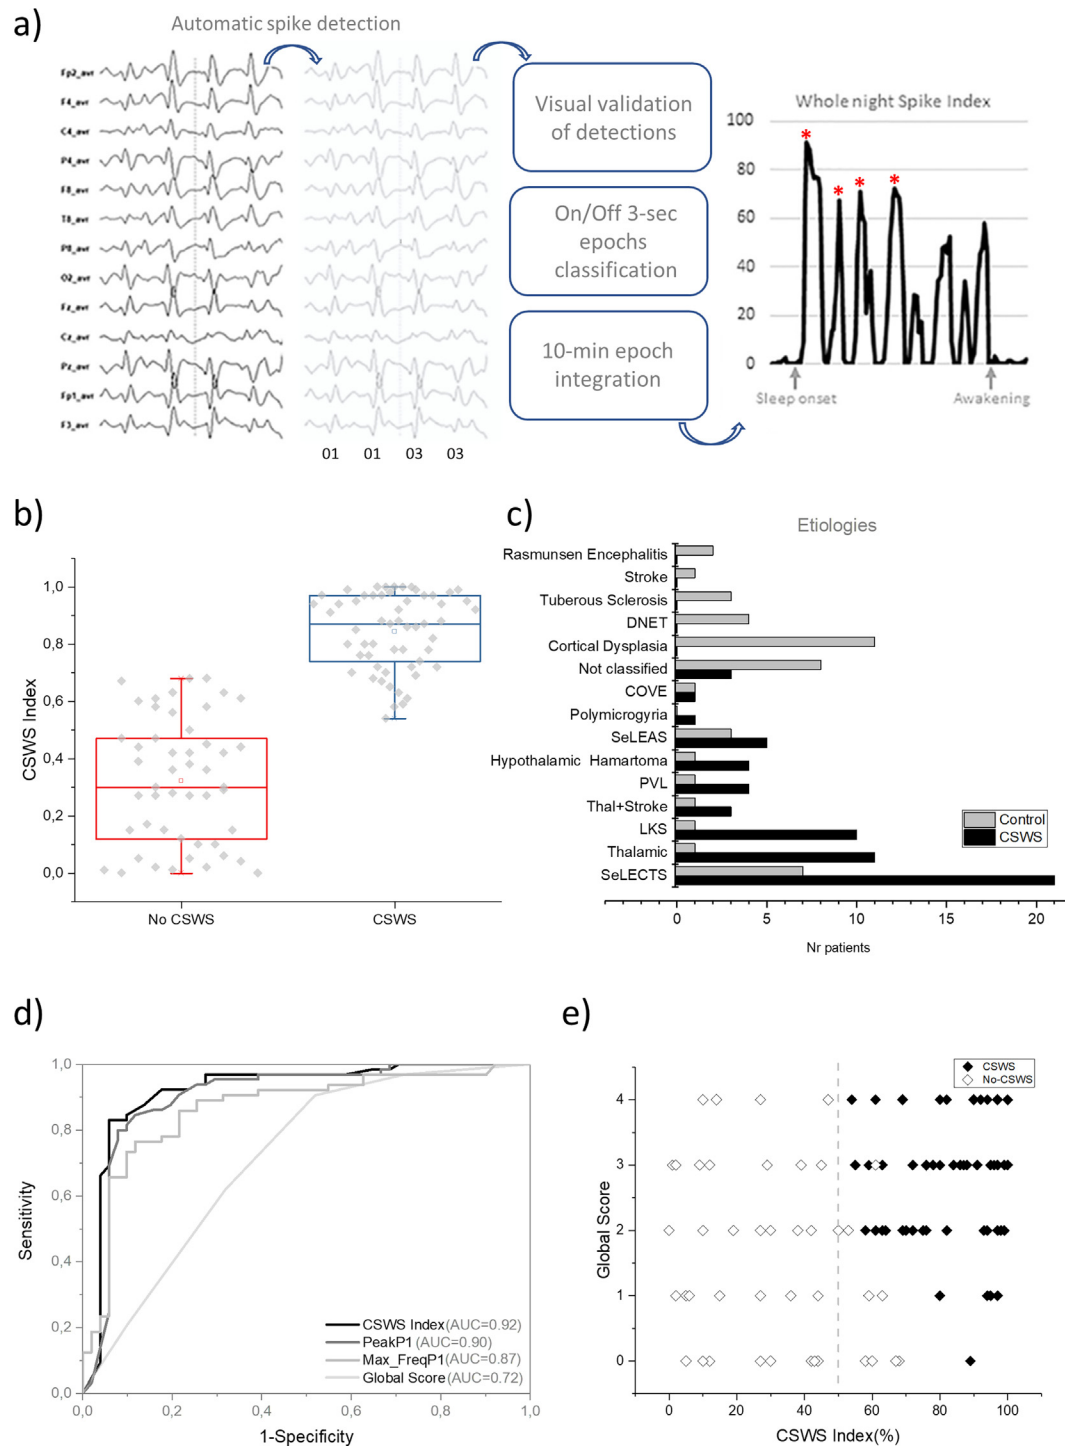 a)
Automatic spike detection
Fp2_avr
F4_avr
C4_avr
P4_avr
F8_avr
T8_avr
P8_avr
O2_avr
Fz_avr
Cz_avr
Pz_avr
Fp1_avr
F3_avr
01 01 03 03
Visual validation
of detections
On/Off 3-sec
epochs
classification
10-min epoch
integration
Whole night Spike Index
100
80
60
40
20
0
* * * *
Sleep onset
Awakening
b)
CSWS Index
1,0
0,8
0,6
0,4
0,2
0,0
No CSWS
CSWS
c)
Etiologies
Rasmunsen Encephalitis
Stroke
Tuberous Sclerosis
DNET
Cortical Dysplasia
Not classified
COVE
Polymicrogyria
SeLEAS
Hypothalamic Hamartoma
PVL
Thal+Stroke
LKS
Thalamic
SeLECTS
Control
CSWS
0 5 10 15 20
Nr patients
d)
Sensitivity
1,0
0,8
0,6
0,4
0,2
0,0
CSWS Index (AUC=0.92)
PeakP1 (AUC=0.90)
Max_FreqP1 (AUC=0.87)
Global Score (AUC=0.72)
0,0 0,2 0,4 0,6 0,8 1,0
1-Specificity
e)
CSWS
No-CSWS
Global Score
4
3
2
1
0
0 20 40 60 80 100
CSWS Index(%)